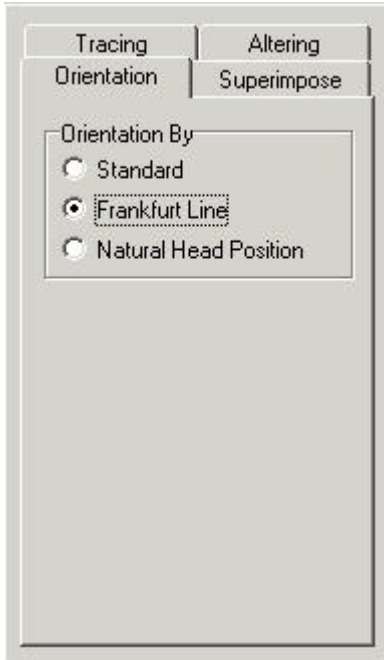 Tracing Altering
Orientation Superimpose
Orientation By
Standard
Frankfurt Line
Natural Head Position